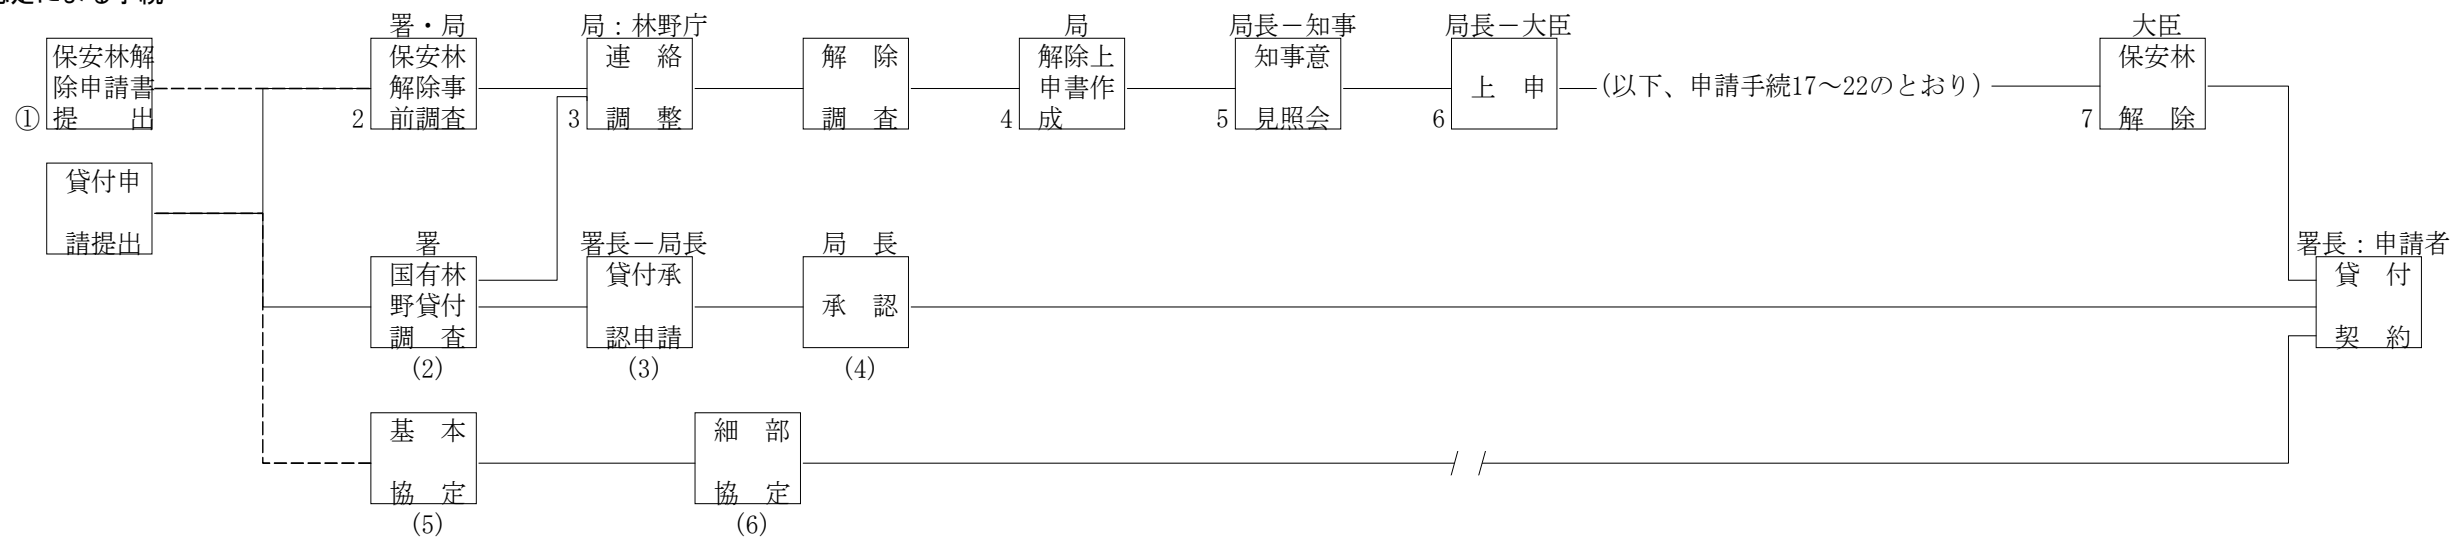 署・局
局：林野庁
局
局長－知事
局長－大臣
大臣
保安林解
除申請書
①提　　出
保安林
解除事
2 前調査
連　絡
3 調　整
解　除
調　査
解除上
申書作
4 成
知事意
5 見照会
上　申
6
(以下、申請手続17～22のとおり)
保安林
7 解　除
貸付申
請提出
署
国有林
野貸付
調　査
(2)
署長－局長
貸付承
認申請
(3)
局　長
承　認
(4)
署長：申請者
貸　付
契　約
基　本
協　定
(5)
細　部
協　定
(6)